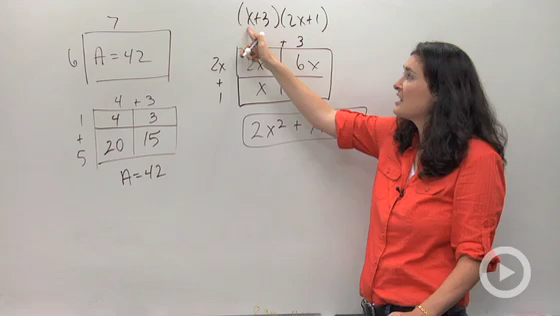 (x+3)(2x+1)
7
6 A=42
+ 3
2x 2x 6x
+
1 x
4 + 3
1 4 3
+
5 20 15
A=42
2x² +